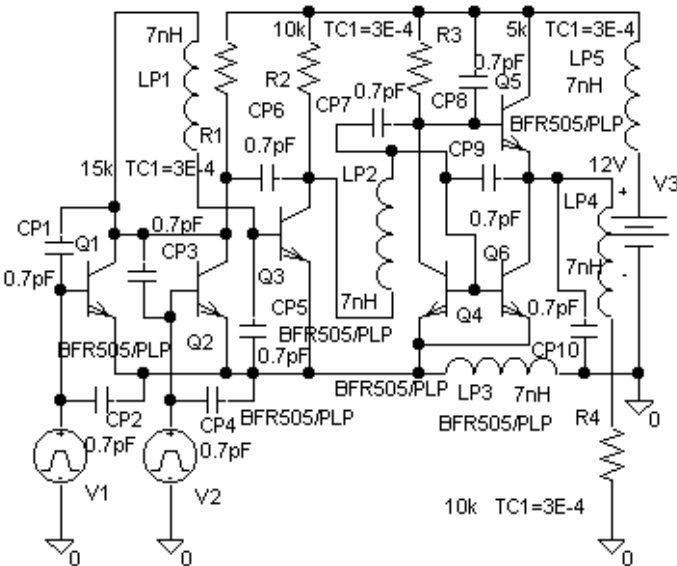 7nH
10k
TC1=3E-4
R3
5k
TC1=3E-4
LP1
R2
0.7pF
LP5
Q5
7nH
CP6
CP7
0.7pF
CP8
R1
0.7pF
BFR505/PLP
15k
TC1=3E-4
LP2
CP9
12V
+
V3
CP1
Q1
0.7pF
0.7pF
LP4
CP3
Q3
Q6
0.7pF
7nH
-
CP5
7nH
Q4
0.7pF
Q2
BFR505/PLP
BFR505/PLP
0.7pF
CP10
BFR505/PLP
LP3
7nH
CP2
CP4
BFR505/PLP
BFR505/PLP
0
R4
0.7pF
0.7pF
V1
V2
10k
TC1=3E-4
0
0
0